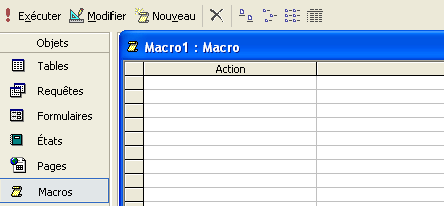 ! Exécuter Modifier Nouveau
Objets
Macro1 : Macro
Action
Tables
Requêtes
Formulaires
États
Pages
Macros